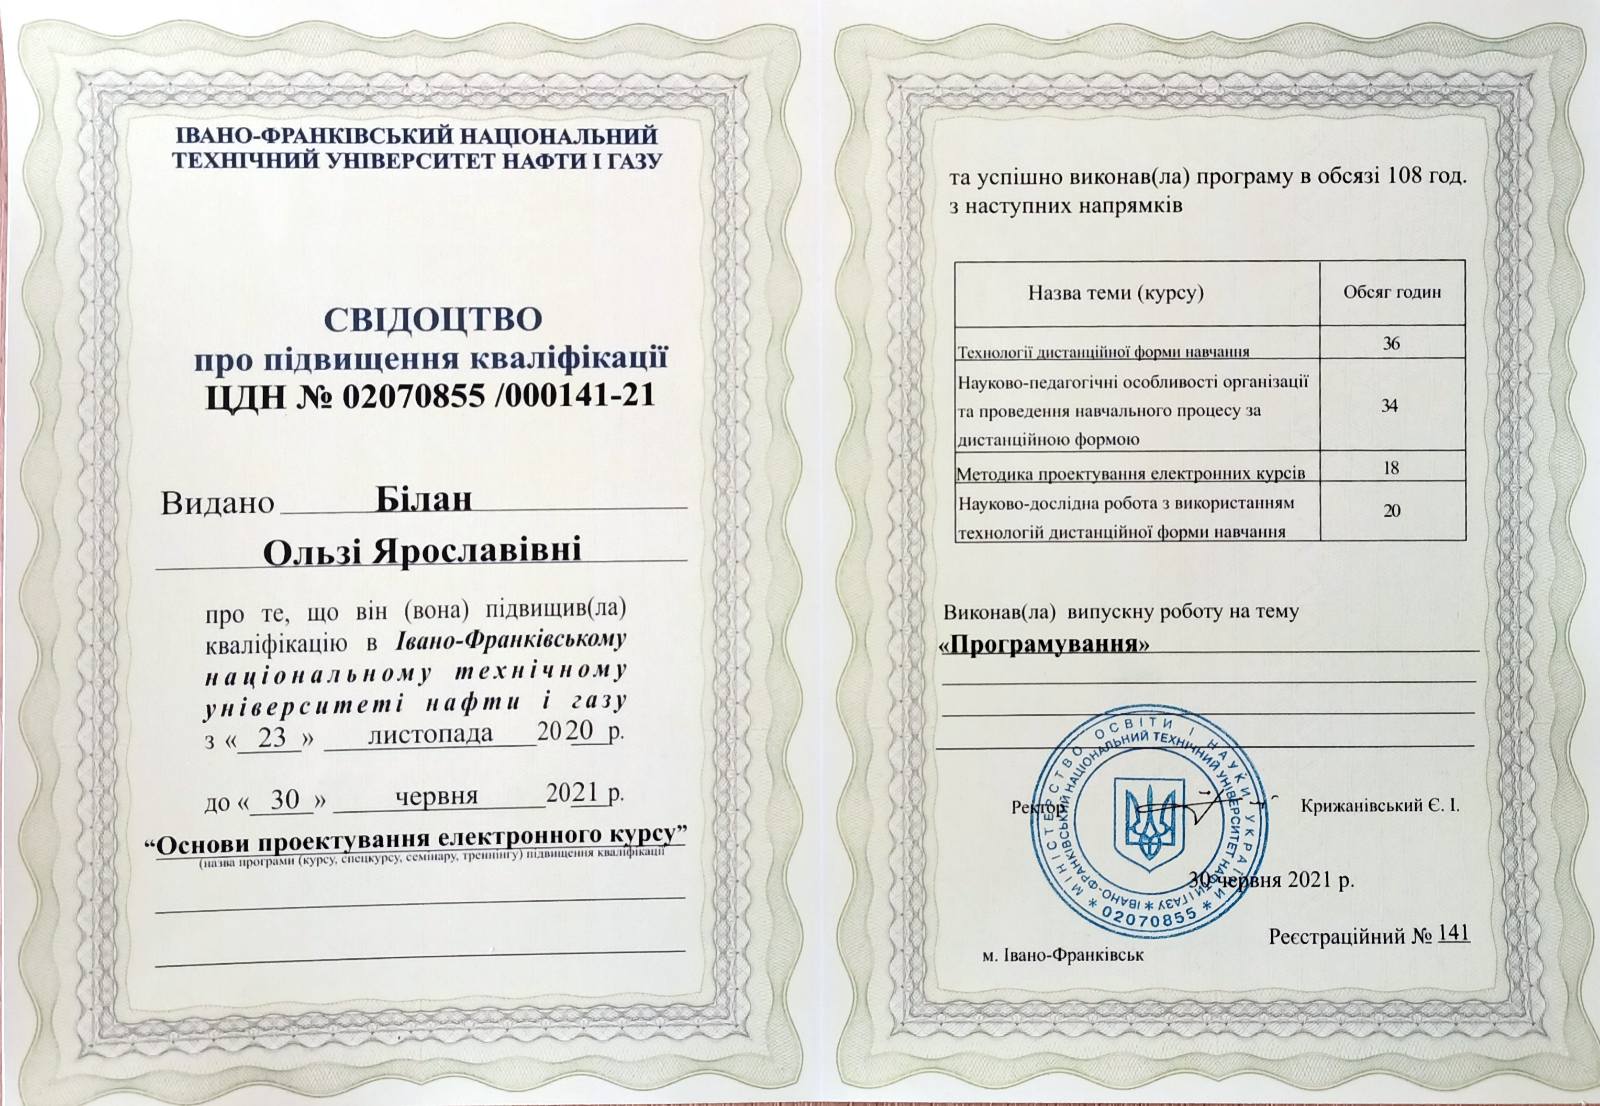 ІВАНО-ФРАНКІВСЬКИЙ НАЦІОНАЛЬНИЙ
ТЕХНІЧНИЙ УНІВЕРСИТЕТ НАФТИ І ГАЗУ
СВІДОЦТВО
про підвищення кваліфікації
ЦДН № 02070855 /000141-21
Видано Білан
Ользі Ярославівні
про те, що він (вона) підвищив(ла)
кваліфікацію в Івано-Франківському
національному технічному
університеті нафти і газу
з « 23 » листопада 2020 р.
до « 30 » червня 2021 р.
“Основи проектування електронного курсу”
(назва програми (курсу, спецкурсу, семінару, треннінгу) підвищення кваліфікації
та успішно виконав(ла) програму в обсязі 108 год.
з наступних напрямків
Назва теми (курсу) Обсяг годин
Технології дистанційної форми навчання 36
Науково-педагогічні особливості організації
та проведення навчального процесу за 34
дистанційною формою
Методика проектування електронних курсів 18
Науково-дослідна робота з використанням 20
технологій дистанційної форми навчання
Виконав(ла) випускну роботу на тему
«Програмування»
Ректор Крижанівський Є. І.
МІНІСТЕРСТВО ОСВІТИ І НАУКИ УКРАЇНИ
ІВАНО-ФРАНКІВСЬКИЙ НАЦІОНАЛЬНИЙ ТЕХНІЧНИЙ УНІВЕРСИТЕТ НАФТИ І ГАЗУ
* 02070855 *
30 червня 2021 р.
Реєстраційний № 141
м. Івано-Франківськ